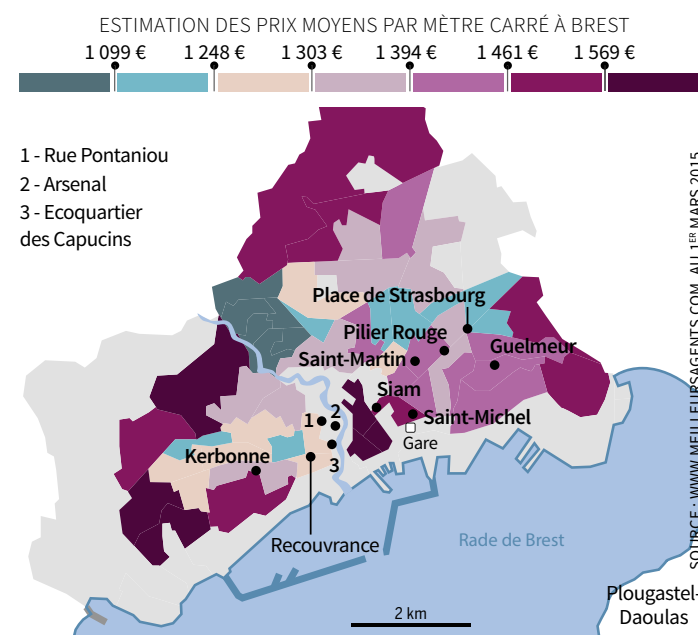 ESTIMATION DES PRIX MOYENS PAR MÈTRE CARRÉ À BREST
1 099 € 1 248 € 1 303 € 1 394 € 1 461 € 1 569 €
1 - Rue Pontaniou
2 - Arsenal
3 - Ecoquartier
des Capucins
Place de Strasbourg
Pilier Rouge
Saint-Martin
Guelmeur
Siam
Saint-Michel
Gare
1
2
3
Kerbonne
Recouvrance
Rade de Brest
Plougastel-
Daoulas
2 km
SOURCE : WWW.MEILLEURSAGENTS.COM AU 1ER MARS 2015